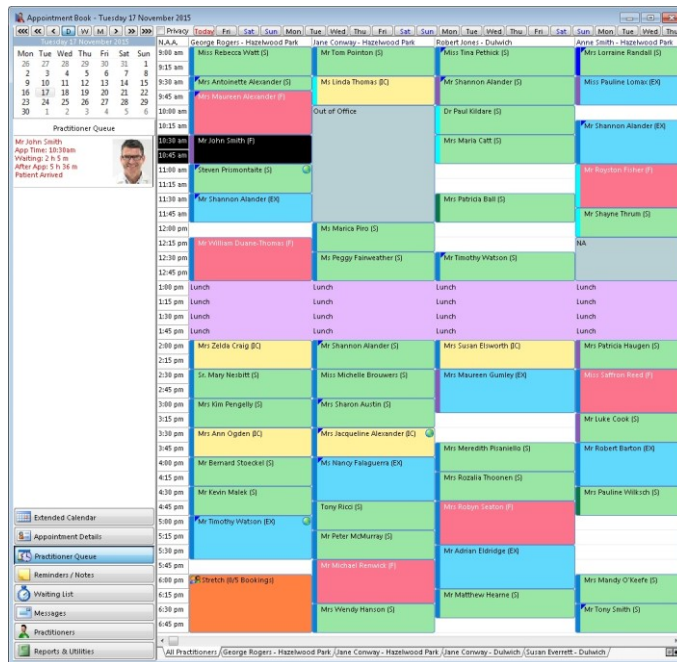 Appointment Book - Tuesday 17 November 2015
<<< << < D W M > >> >>> Privacy Today Fri Sat Sun Mon Tue Wed Thu Fri Sat Sun Mon Tue Wed Thu Fri Sat Sun Mon Tue Wed Thu
Tuesday 17 November 2015
Mon Tue Wed Thu Fri Sat Sun
26 27 28 29 30 31 1
2 3 4 5 6 7 8
9 10 11 12 13 14 15
16 17 18 19 20 21 22
23 24 25 26 27 28 29
30 1 2 3 4 5 6
Practitioner Queue
Mr John Smith
App Time: 10:30am
Waiting: 2 h 5 m
After App: 5 h 36 m
Patient Arrived
Extended Calendar
Appointment Details
Practitioner Queue
Reminders / Notes
Waiting List
Messages
Practitioners
Reports & Utilities
N.A.A.
9:00 am
9:15 am
9:30 am
9:45 am
10:00 am
10:15 am
10:30 am
10:45 am
11:00 am
11:15 am
11:30 am
11:45 am
12:00 pm
12:15 pm
12:30 pm
12:45 pm
1:00 pm
1:15 pm
1:30 pm
1:45 pm
2:00 pm
2:15 pm
2:30 pm
2:45 pm
3:00 pm
3:15 pm
3:30 pm
3:45 pm
4:00 pm
4:15 pm
4:30 pm
4:45 pm
5:00 pm
5:15 pm
5:30 pm
5:45 pm
6:00 pm
6:15 pm
6:30 pm
6:45 pm
George Rogers - Hazelwood Park
Miss Rebecca Watt (S)
Mrs Antoinette Alexander (S)
Mrs Maureen Alexander (F)
Mr John Smith (F)
Steven Prismontaite (S)
Mr Shannon Alander (EX)
Mr William Duane-Thomas (F)
Lunch
Lunch
Lunch
Lunch
Mrs Zelda Craig (IC)
Sr. Mary Nesbitt (S)
Mrs Kim Pengelly (S)
Mrs Ann Ogden (IC)
Mr Bernard Stoeckel (S)
Mr Kevin Malek (S)
Mr Timothy Watson (EX)
Stretch (8/5 Bookings)
Jane Conway - Hazelwood Park
Mr Tom Pointon (S)
Ms Linda Thomas (IC)
Out of Office
Ms Marica Piro (S)
Ms Peggy Fairweather (S)
Lunch
Lunch
Lunch
Lunch
Mr Shannon Alander (S)
Miss Michelle Brouwers (S)
Mrs Sharon Austin (S)
Mrs Jacqueline Alexander (IC)
Ms Nancy Falaguerra (EX)
Tony Ricci (S)
Mr Peter McMurray (S)
Mr Michael Renwick (F)
Mrs Wendy Hanson (S)
Robert Jones - Dulwich
Miss Tina Pethick (S)
Mr Shannon Alander (S)
Dr Paul Kildare (S)
Mrs Maria Catt (S)
Mrs Patricia Ball (S)
Mr Timothy Watson (S)
Lunch
Lunch
Lunch
Lunch
Mrs Susan Elsworth (IC)
Mrs Maureen Gumley (EX)
Mrs Meredith Pisaniello (S)
Mrs Rozalia Thoonen (S)
Mrs Robyn Seaton (F)
Mr Adrian Eldridge (EX)
Mr Matthew Hearne (S)
Anne Smith - Hazelwood Park
Mrs Lorraine Randall (S)
Miss Pauline Lomax (EX)
Mr Shannon Alander (EX)
Mr Royston Fisher (F)
Mr Shayne Thrum (S)
NA
Lunch
Lunch
Lunch
Lunch
Mrs Patricia Haugen (S)
Miss Saffron Reed (F)
Mr Luke Cook (S)
Mr Robert Barton (EX)
Mrs Pauline Wilksch (S)
Mrs Mandy O'Keefe (S)
Mr Tony Smith (S)
All Practitioners George Rogers - Hazelwood Park Jane Conway - Hazelwood Park Jane Conway - Dulwich Susan Everrett - Dulwich